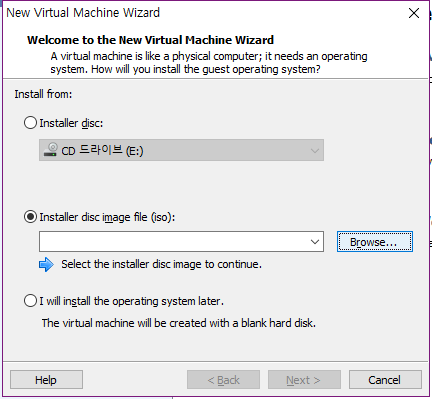 New Virtual Machine Wizard
Welcome to the New Virtual Machine Wizard
A virtual machine is like a physical computer; it needs an operating
system. How will you install the guest operating system?
Install from:
Installer disc:
CD 드라이브 (E:)
Installer disc image file (iso):
Browse...
Select the installer disc image to continue.
I will install the operating system later.
The virtual machine will be created with a blank hard disk.
Help
< Back
Next >
Cancel